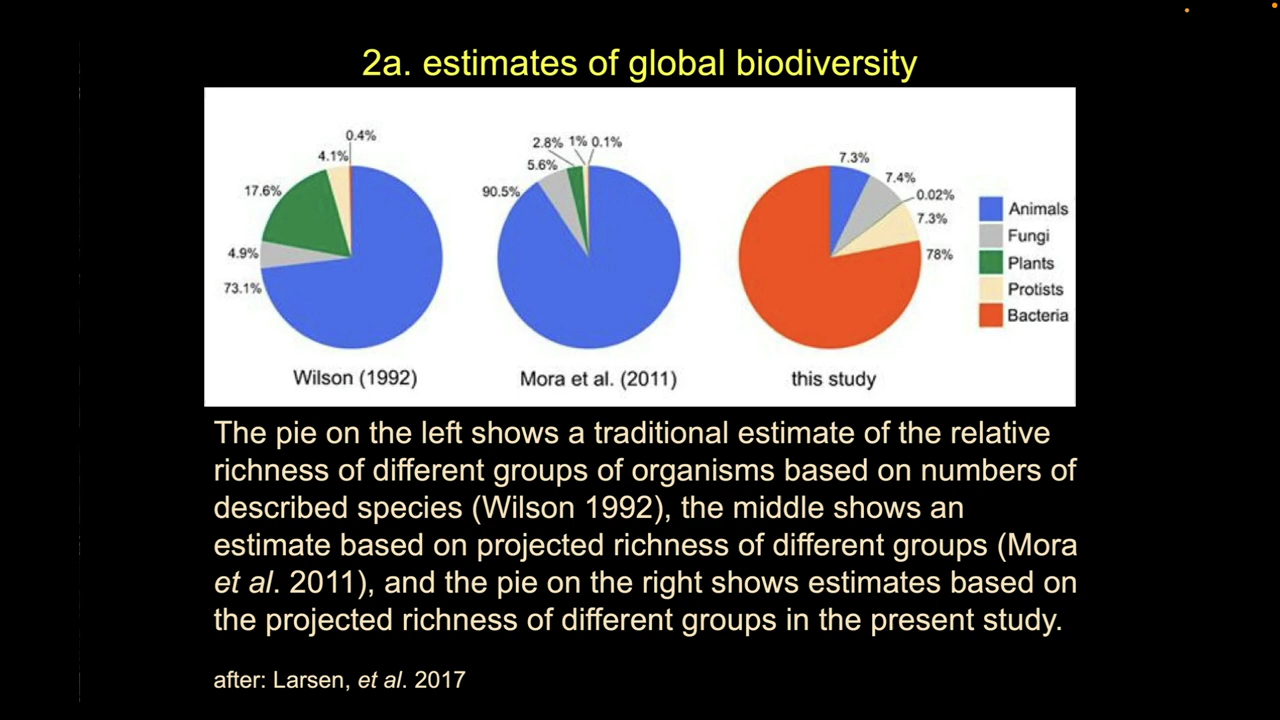 2a. estimates of global biodiversity
0.4%
4.1%
17.6%
4.9%
73.1%
Wilson (1992)
2.8% 1% 0.1%
5.6%
90.5%
Mora et al. (2011)
7.3%
7.4%
0.02%
7.3%
78%
this study
Animals
Fungi
Plants
Protists
Bacteria
The pie on the left shows a traditional estimate of the relative
richness of different groups of organisms based on numbers of
described species (Wilson 1992), the middle shows an
estimate based on projected richness of different groups (Mora
et al. 2011), and the pie on the right shows estimates based on
the projected richness of different groups in the present study.
after: Larsen, et al. 2017